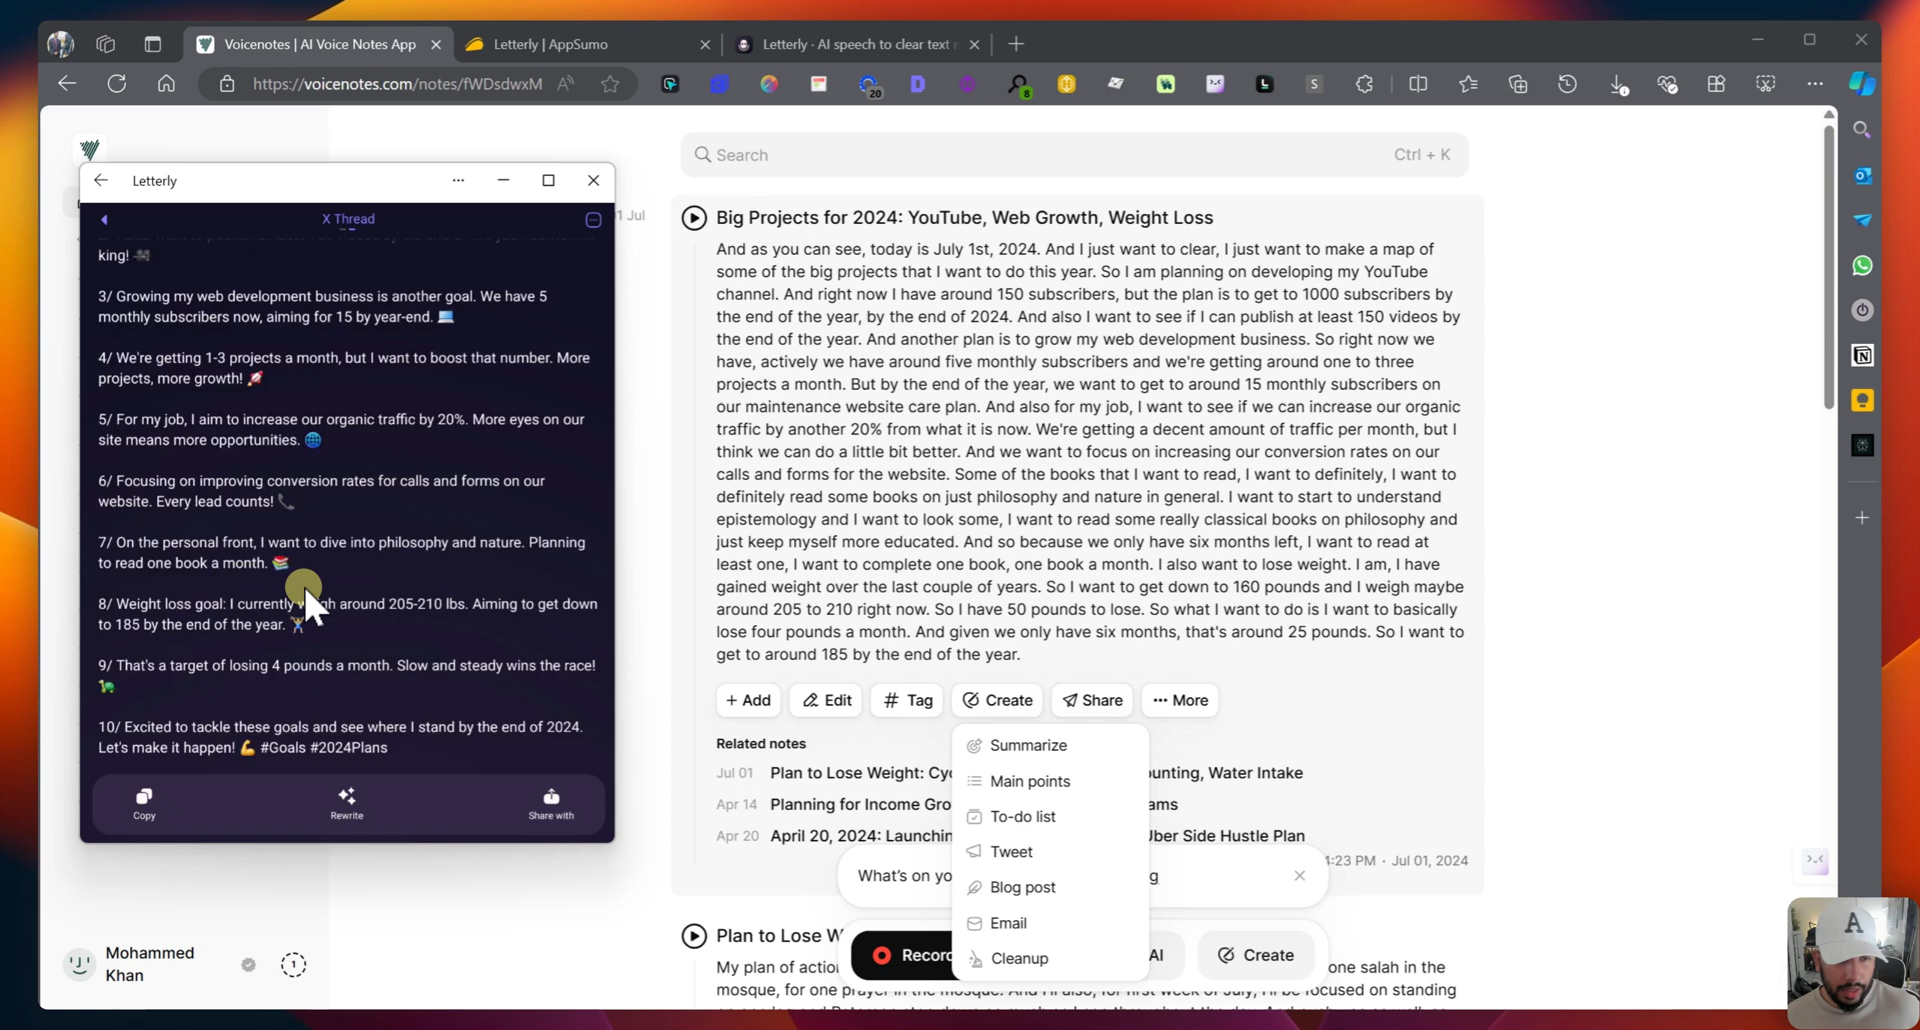 Voicenotes | AI Voice Notes App
Letterly | AppSumo
Letterly · AI speech to clear text
https://voicenotes.com/notes/fWDsdwxM
20
8
Letterly
X Thread
king! 🎥
3/ Growing my web development business is another goal. We have 5
monthly subscribers now, aiming for 15 by year-end. 💻
4/ We're getting 1-3 projects a month, but I want to boost that number. More
projects, more growth! 🚀
5/ For my job, I aim to increase our organic traffic by 20%. More eyes on our
site means more opportunities. 🌐
6/ Focusing on improving conversion rates for calls and forms on our
website. Every lead counts! 📞
7/ On the personal front, I want to dive into philosophy and nature. Planning
to read one book a month. 📚
8/ Weight loss goal: I currently weigh around 205-210 lbs. Aiming to get down
to 185 by the end of the year. 🏋️
9/ That's a target of losing 4 pounds a month. Slow and steady wins the race!
🐢
10/ Excited to tackle these goals and see where I stand by the end of 2024.
Let's make it happen! 💪 #Goals #2024Plans
Copy
Rewrite
Share with
Mohammed
Khan
1
Search
Ctrl + K
1 Jul
Big Projects for 2024: YouTube, Web Growth, Weight Loss
And as you can see, today is July 1st, 2024. And I just want to clear, I just want to make a map of
some of the big projects that I want to do this year. So I am planning on developing my YouTube
channel. And right now I have around 150 subscribers, but the plan is to get to 1000 subscribers by
the end of the year, by the end of 2024. And also I want to see if I can publish at least 150 videos by
the end of the year. And another plan is to grow my web development business. So right now we
have, actively we have around five monthly subscribers and we're getting around one to three
projects a month. But by the end of the year, we want to get to around 15 monthly subscribers on
our maintenance website care plan. And also for my job, I want to see if we can increase our organic
traffic by another 20% from what it is now. We're getting a decent amount of traffic per month, but I
think we can do a little bit better. And we want to focus on increasing our conversion rates on our
calls and forms for the website. Some of the books that I want to read, I want to definitely, I want to
definitely read some books on just philosophy and nature in general. I want to start to understand
epistemology and I want to look some, I want to read some really classical books on philosophy and
just keep myself more educated. And so because we only have six months left, I want to read at
least one, I want to complete one book, one book a month. I also want to lose weight. I am, I have
gained weight over the last couple of years. So I want to get down to 160 pounds and I weigh maybe
around 205 to 210 right now. So I have 50 pounds to lose. So what I want to do is I want to basically
lose four pounds a month. And given we only have six months, that's around 25 pounds. So I want to
get to around 185 by the end of the year.
+ Add
Edit
# Tag
Create
Share
··· More
Related notes
Jul 01 Plan to Lose Weight: Cyc ounting, Water Intake
Apr 14 Planning for Income Gro ams
Apr 20 April 20, 2024: Launchin Uber Side Hustle Plan
4:23 PM · Jul 01, 2024
Summarize
Main points
To-do list
Tweet
Blog post
Email
Cleanup
What's on yo g
Record
AI
Create
Plan to Lose W
My plan of actio one salah in the
mosque, for one prayer in the mosque. And I'll also, for first week of July, I'll be focused on standing
A